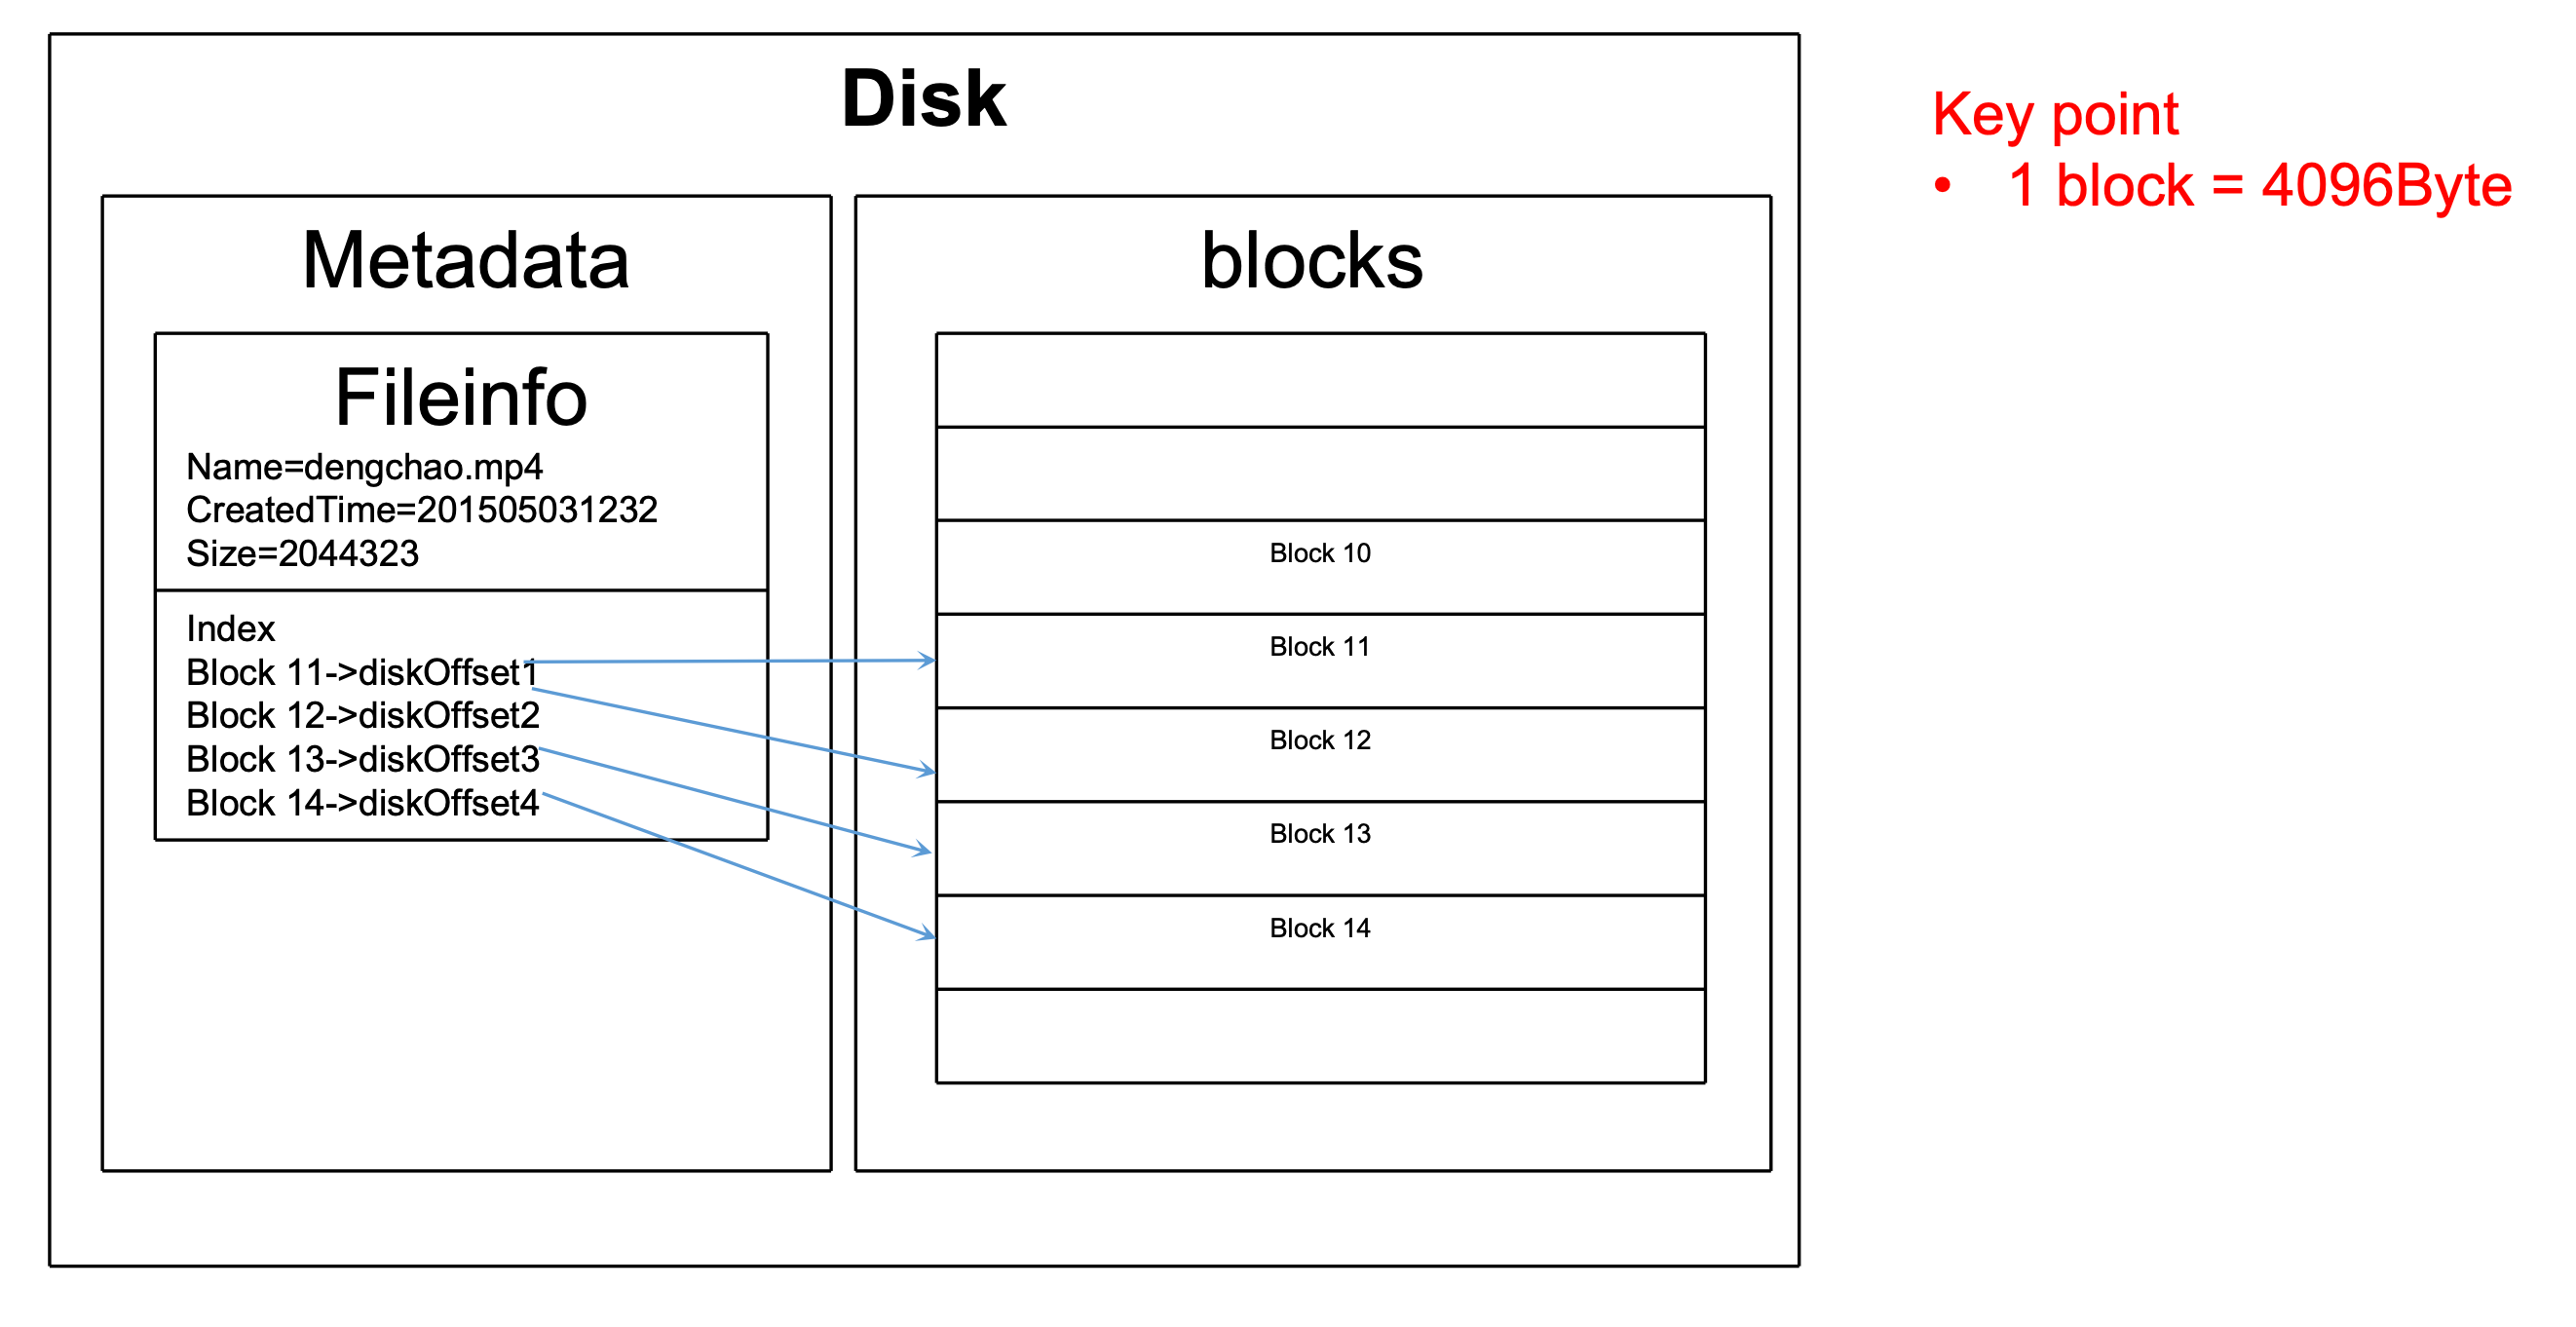 Disk
Key point
• 1 block = 4096Byte
Metadata
Fileinfo
Name=dengchao.mp4
CreatedTime=201505031232
Size=2044323
Index
Block 11->diskOffset1
Block 12->diskOffset2
Block 13->diskOffset3
Block 14->diskOffset4
blocks
Block 10
Block 11
Block 12
Block 13
Block 14